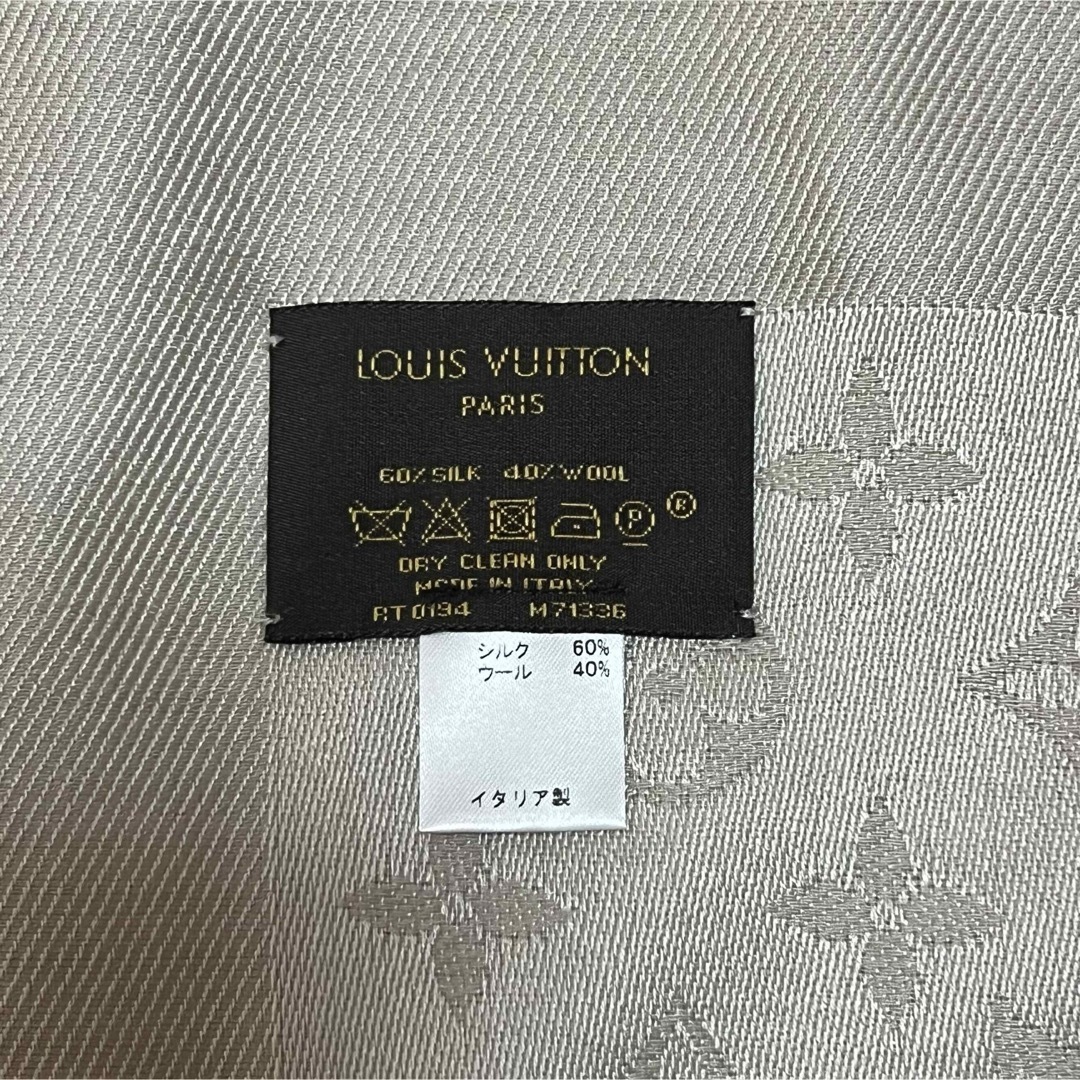 LOUIS VUITTON
PARIS
60% SILK 40% WOOL
P ®
DRY CLEAN ONLY
MADE IN ITALY
RT0194 M71336
シルク 60%
ウール 40%
イタリア製